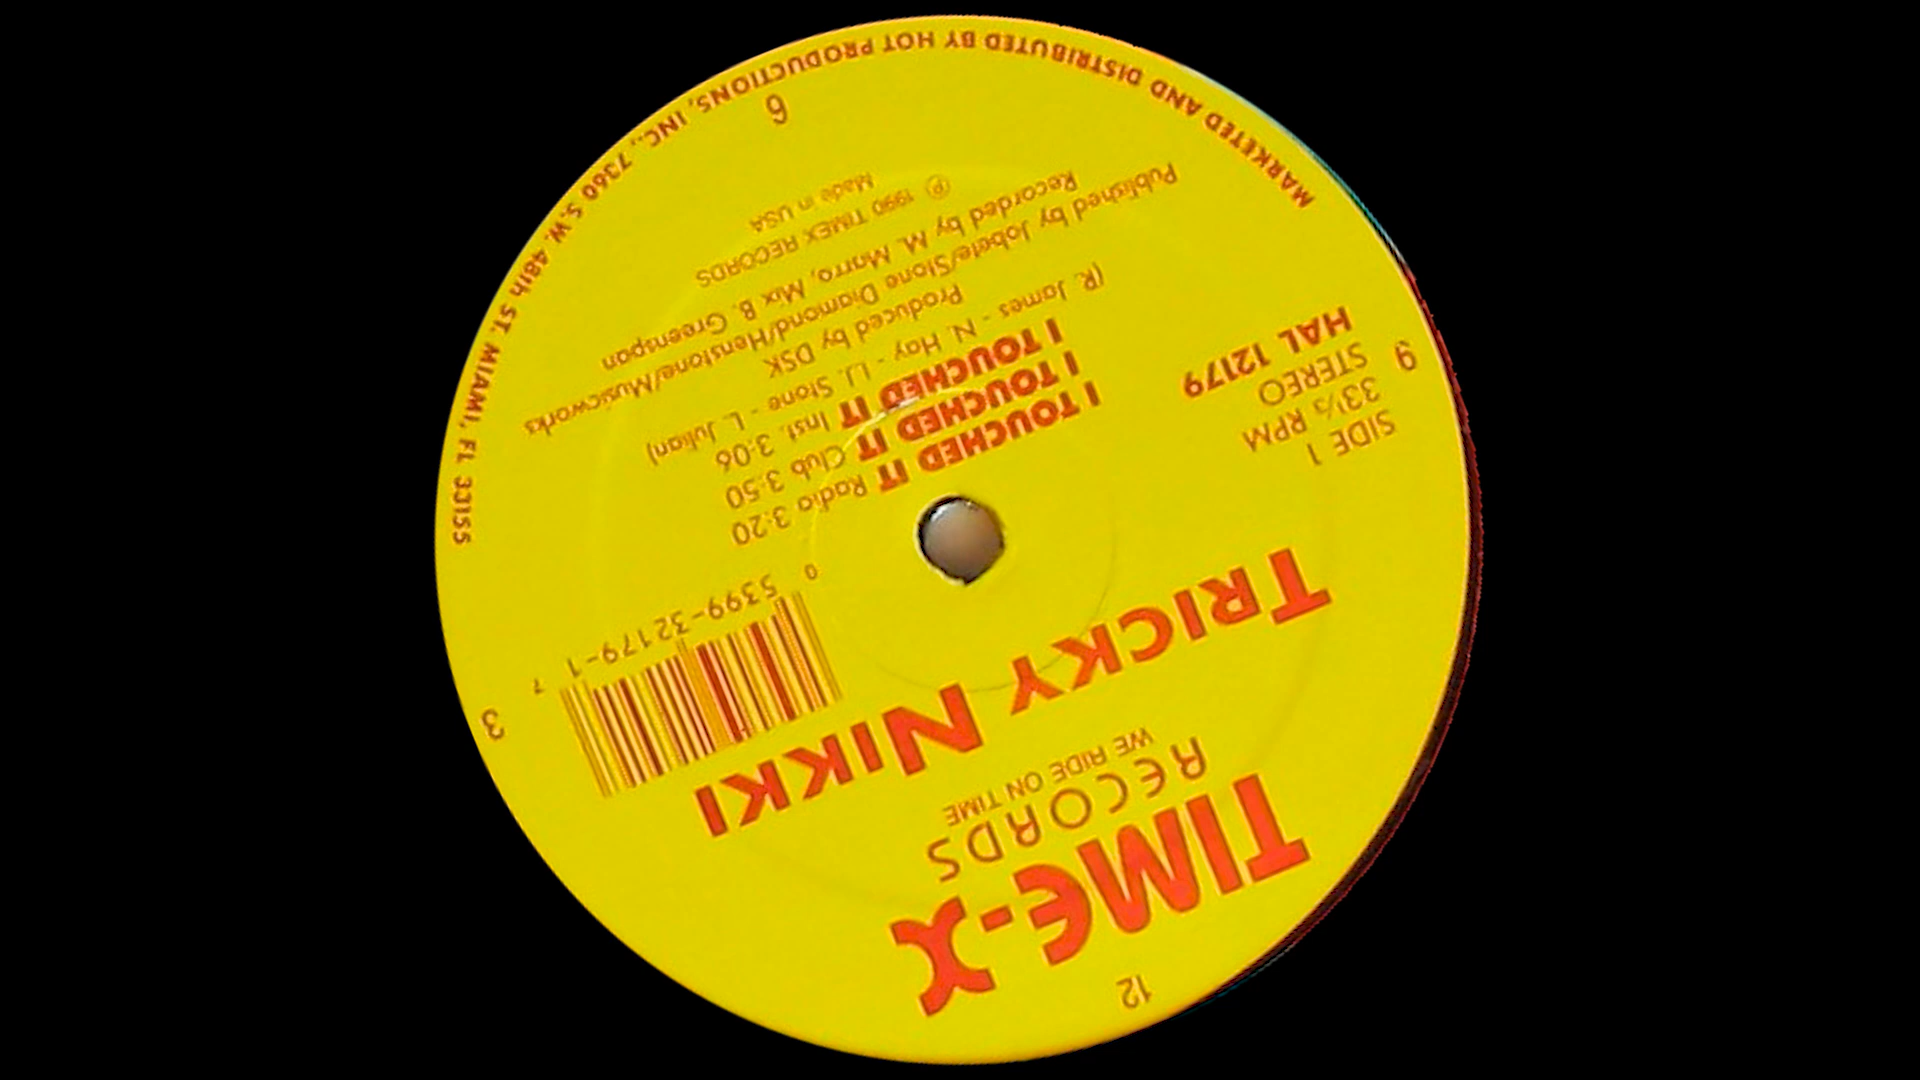 12
TIME-X
RECORDS
WE RIDE ON TIME
TRICKY NIKKI
SIDE 1
33⅓ RPM
STEREO
HAL 12179
9
3
0
5399-32179-1
7
I TOUCHED IT Radio 3:20
I TOUCHED IT Club 3:50
I TOUCHED IT Inst. 3:06
(R. James - N. Hay - LJ. Stone - L. Julian)
Produced by DSK
Published by Jobete/Stone Diamond/Henstone/Musicworks
Recorded by M. Marro, Mix B. Greenspan
℗ 1990 TIMEX RECORDS
Made in USA
6
MARKETED AND DISTRIBUTED BY HOT PRODUCTIONS, INC., 7360 S.W. 48th ST. MIAMI, FL 33155